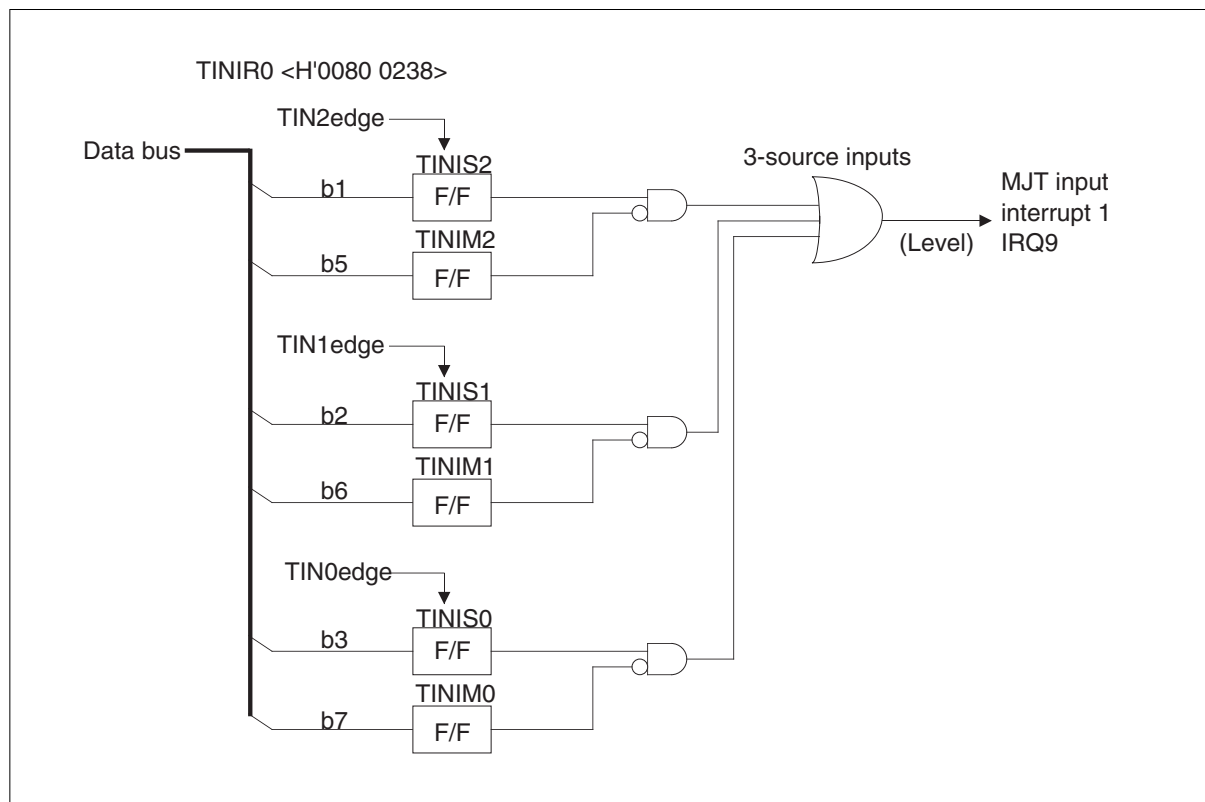 TINIR0 <H'0080 0238>
TIN2edge
Data bus
TINIS2
b1
F/F
TINIM2
b5
F/F
3-source inputs
MJT input
interrupt 1
IRQ9
(Level)
TIN1edge
TINIS1
b2
F/F
TINIM1
b6
F/F
TIN0edge
TINIS0
b3
F/F
TINIM0
b7
F/F